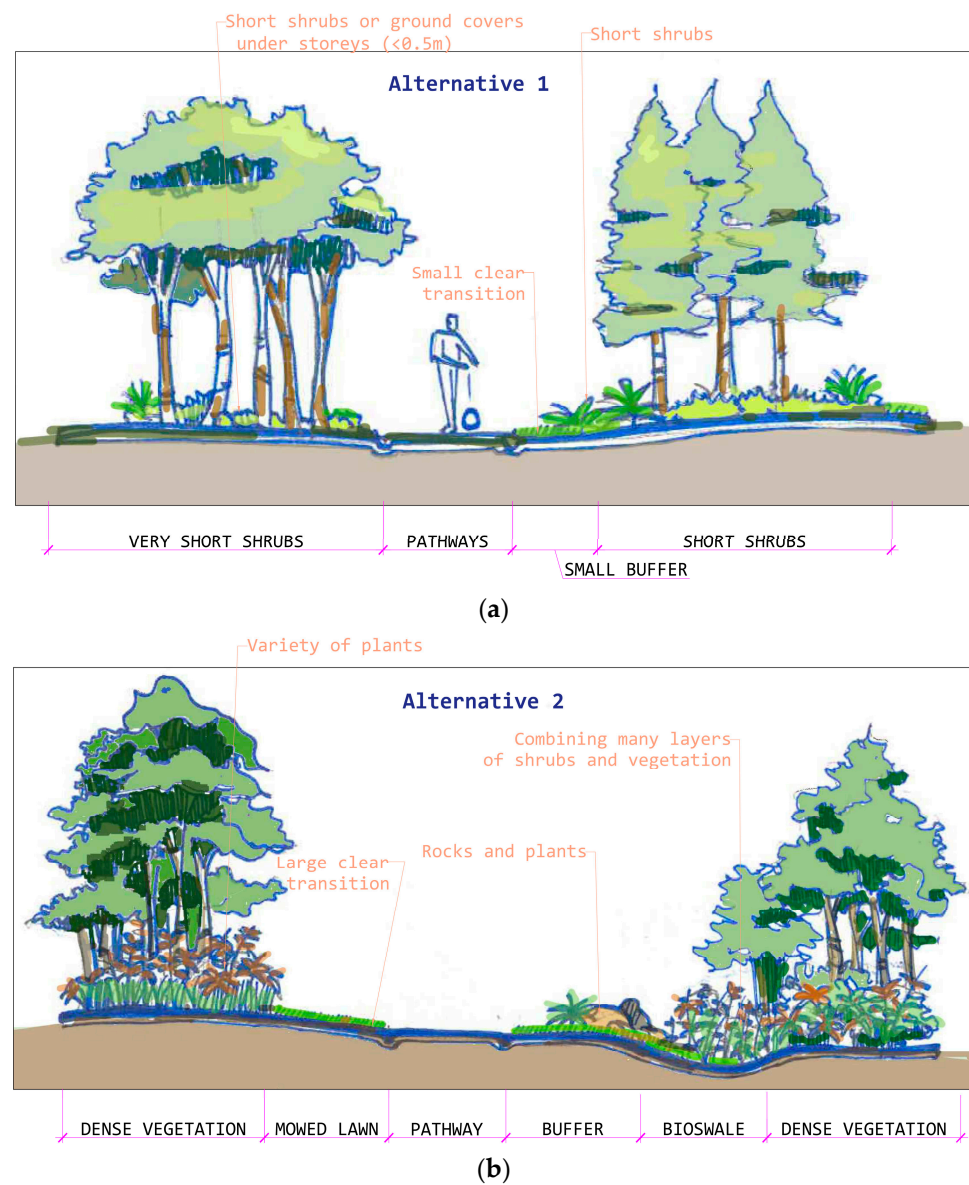 Short shrubs or ground covers
under storeys (<0.5m)
Short shrubs
Alternative 1
Small clear
transition
VERY SHORT SHRUBS
PATHWAYS
SHORT SHRUBS
SMALL BUFFER
(a)
Variety of plants
Alternative 2
Combining many layers
of shrubs and vegetation
Rocks and plants
Large clear
transition
DENSE VEGETATION
MOWED LAWN
PATHWAY
BUFFER
BIOSWALE
DENSE VEGETATION
(b)